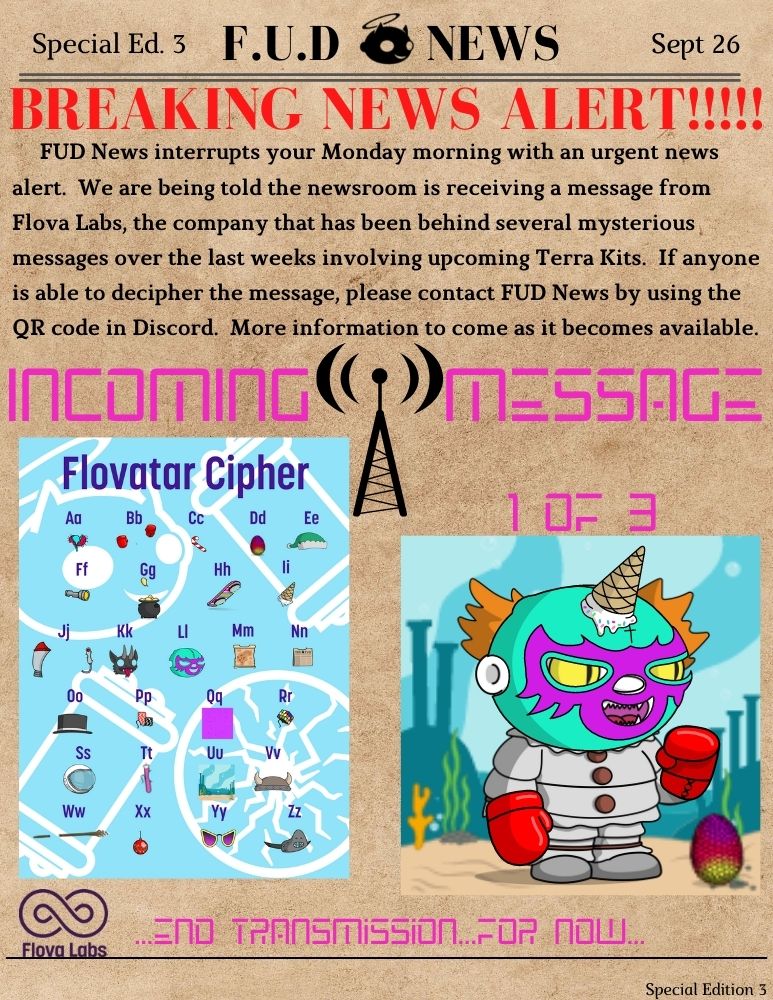 Special Ed. 3 F.U.D NEWS Sept 26
BREAKING NEWS ALERT!!!!!
FUD News interrupts your Monday morning with an urgent news
alert. We are being told the newsroom is receiving a message from
Flova Labs, the company that has been behind several mysterious
messages over the last weeks involving upcoming Terra Kits. If anyone
is able to decipher the message, please contact FUD News by using the
QR code in Discord. More information to come as it becomes available.
INCOMING MESSAGE
Flovatar Cipher
Aa Bb Cc Dd Ee
Ff Gg Hh Ii
Jj Kk Ll Mm Nn
Oo Pp Qq Rr
Ss Tt Uu Vv
Ww Xx Yy Zz
1 OF 3
Flova Labs
...END TRANSMISSION...FOR NOW...
Special Edition 3